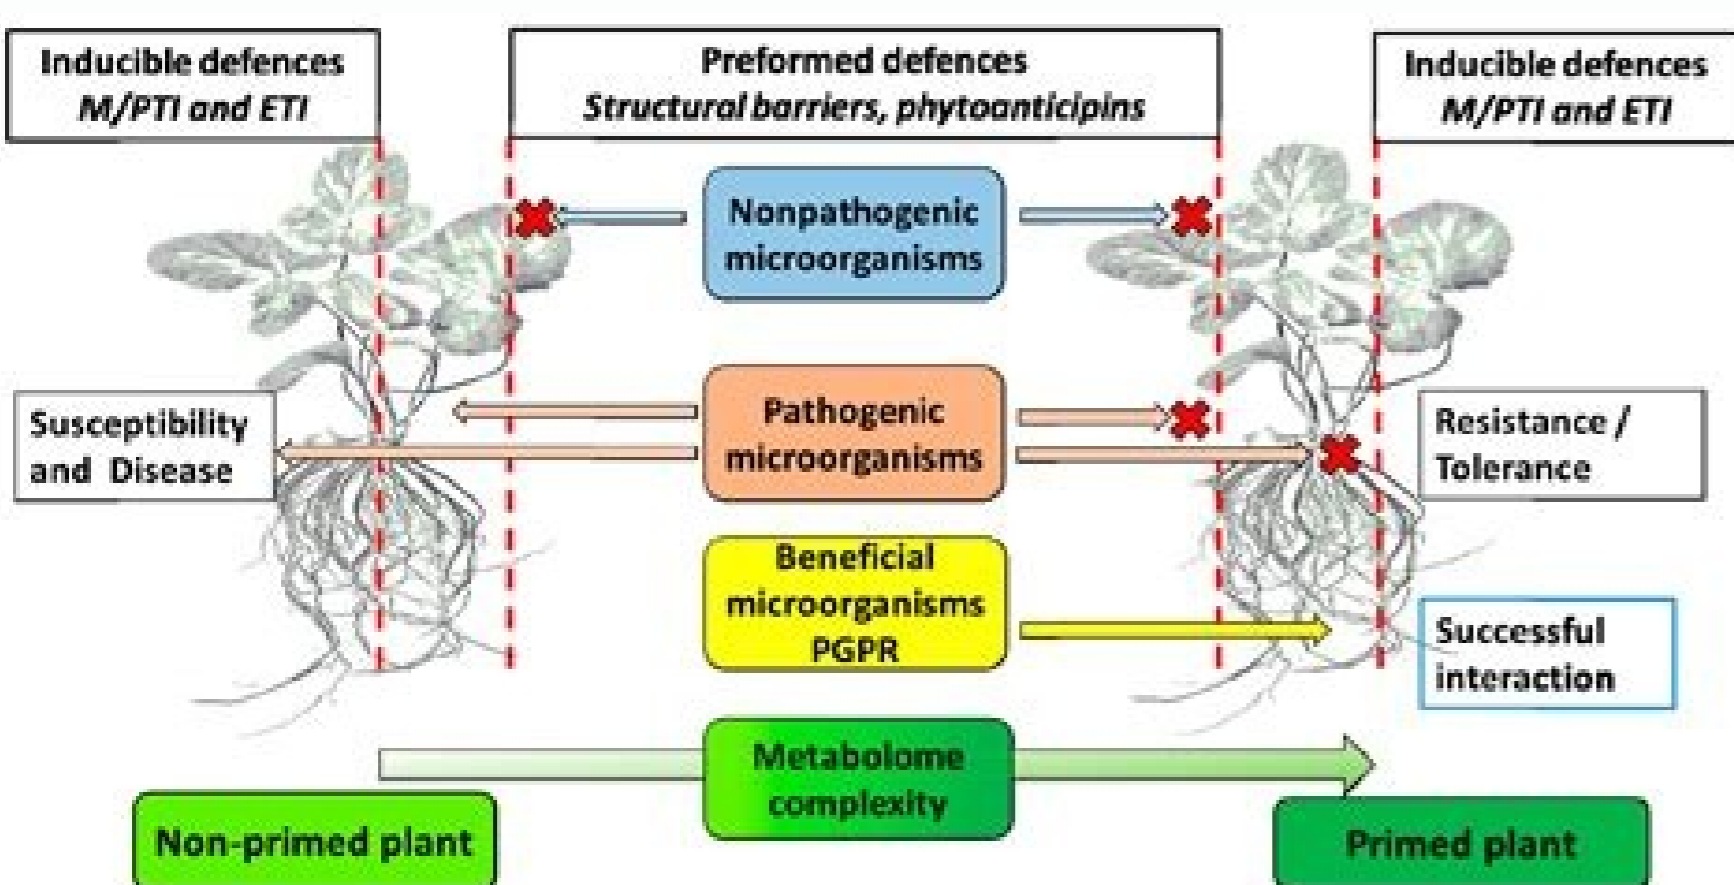 Inducible defences
M/PTI and ETI
Preformed defences
Structural barriers, phytoanticipins
Inducible defences
M/PTI and ETI
Nonpathogenic
microorganisms
Susceptibility
and Disease
Pathogenic
microorganisms
Resistance /
Tolerance
Beneficial
microorganisms
PGPR
Successful
interaction
Metabolome
complexity
Non-primed plant
Primed plant